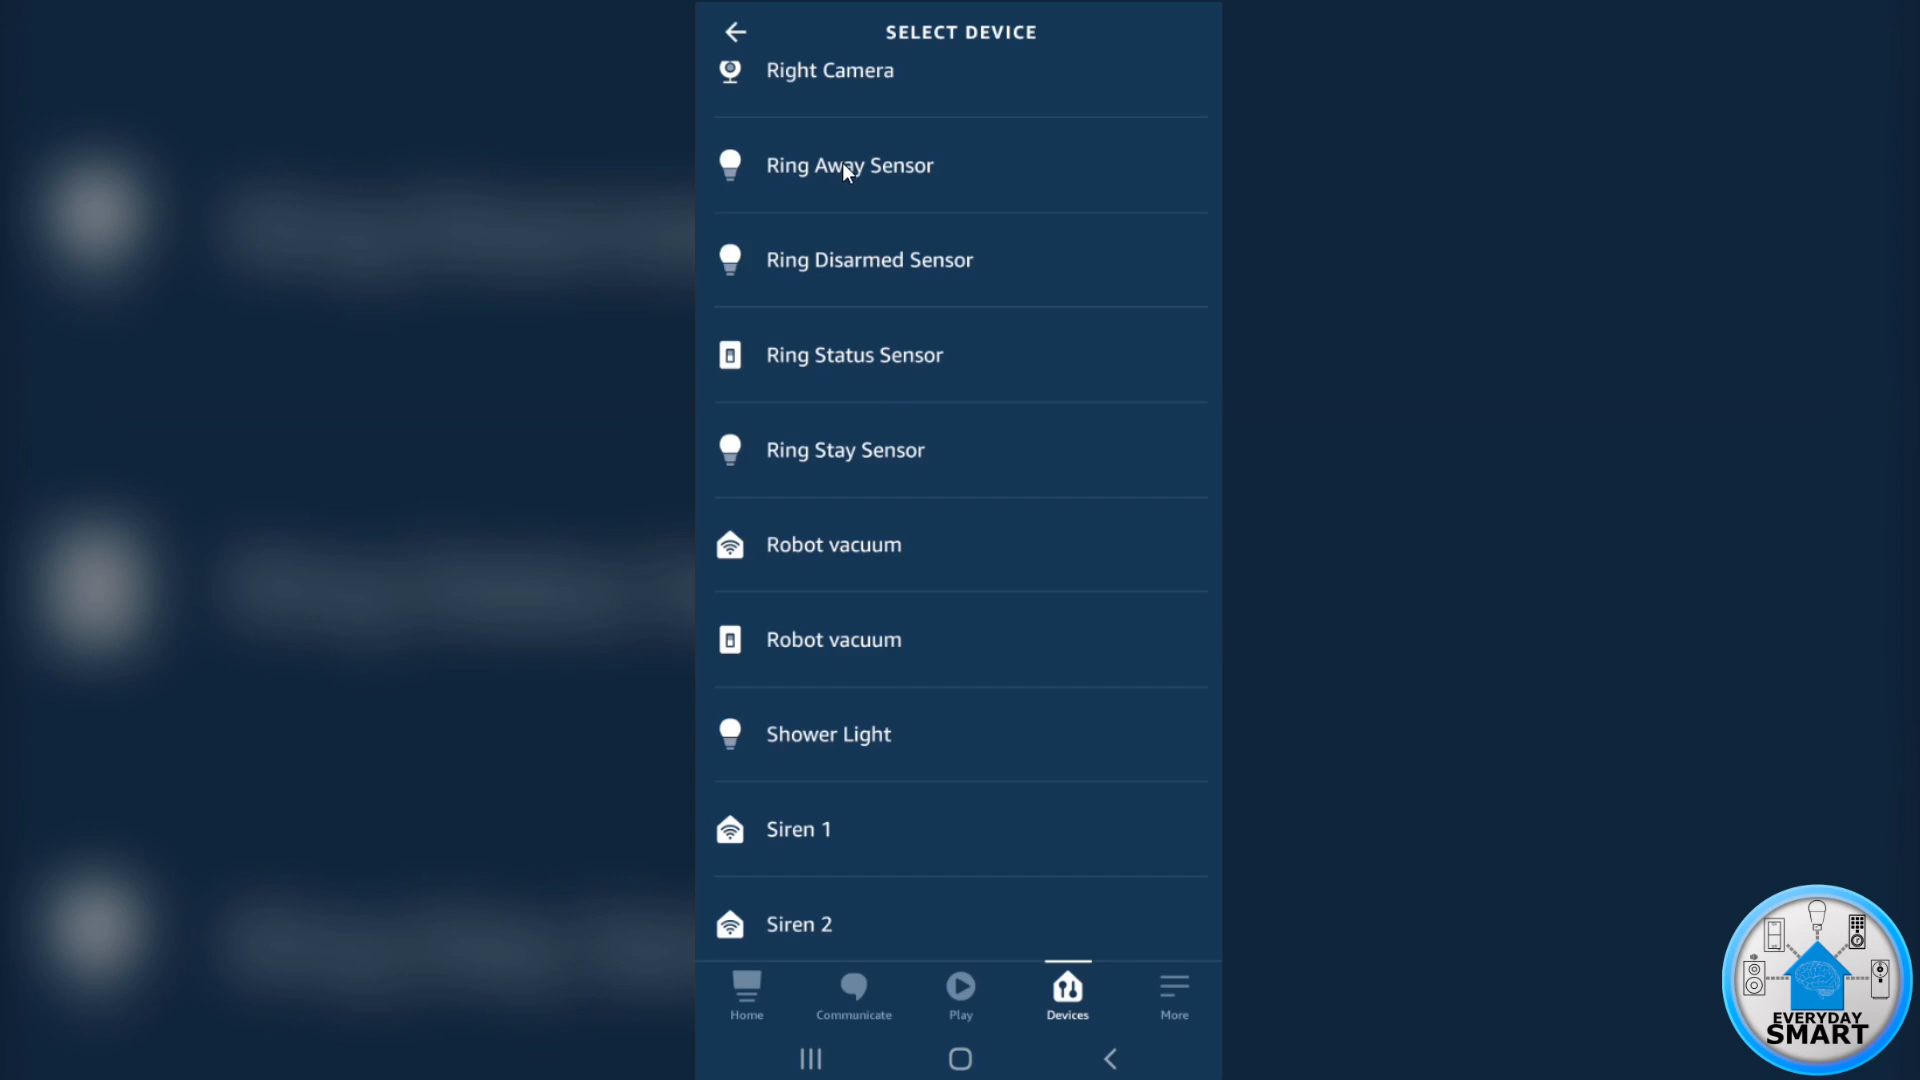 SELECT DEVICE
Right Camera
Ring Away Sensor
Ring Disarmed Sensor
Ring Status Sensor
Ring Stay Sensor
Robot vacuum
Robot vacuum
Shower Light
Siren 1
Siren 2
Home
Communicate
Play
Devices
More
EVERYDAY
SMART